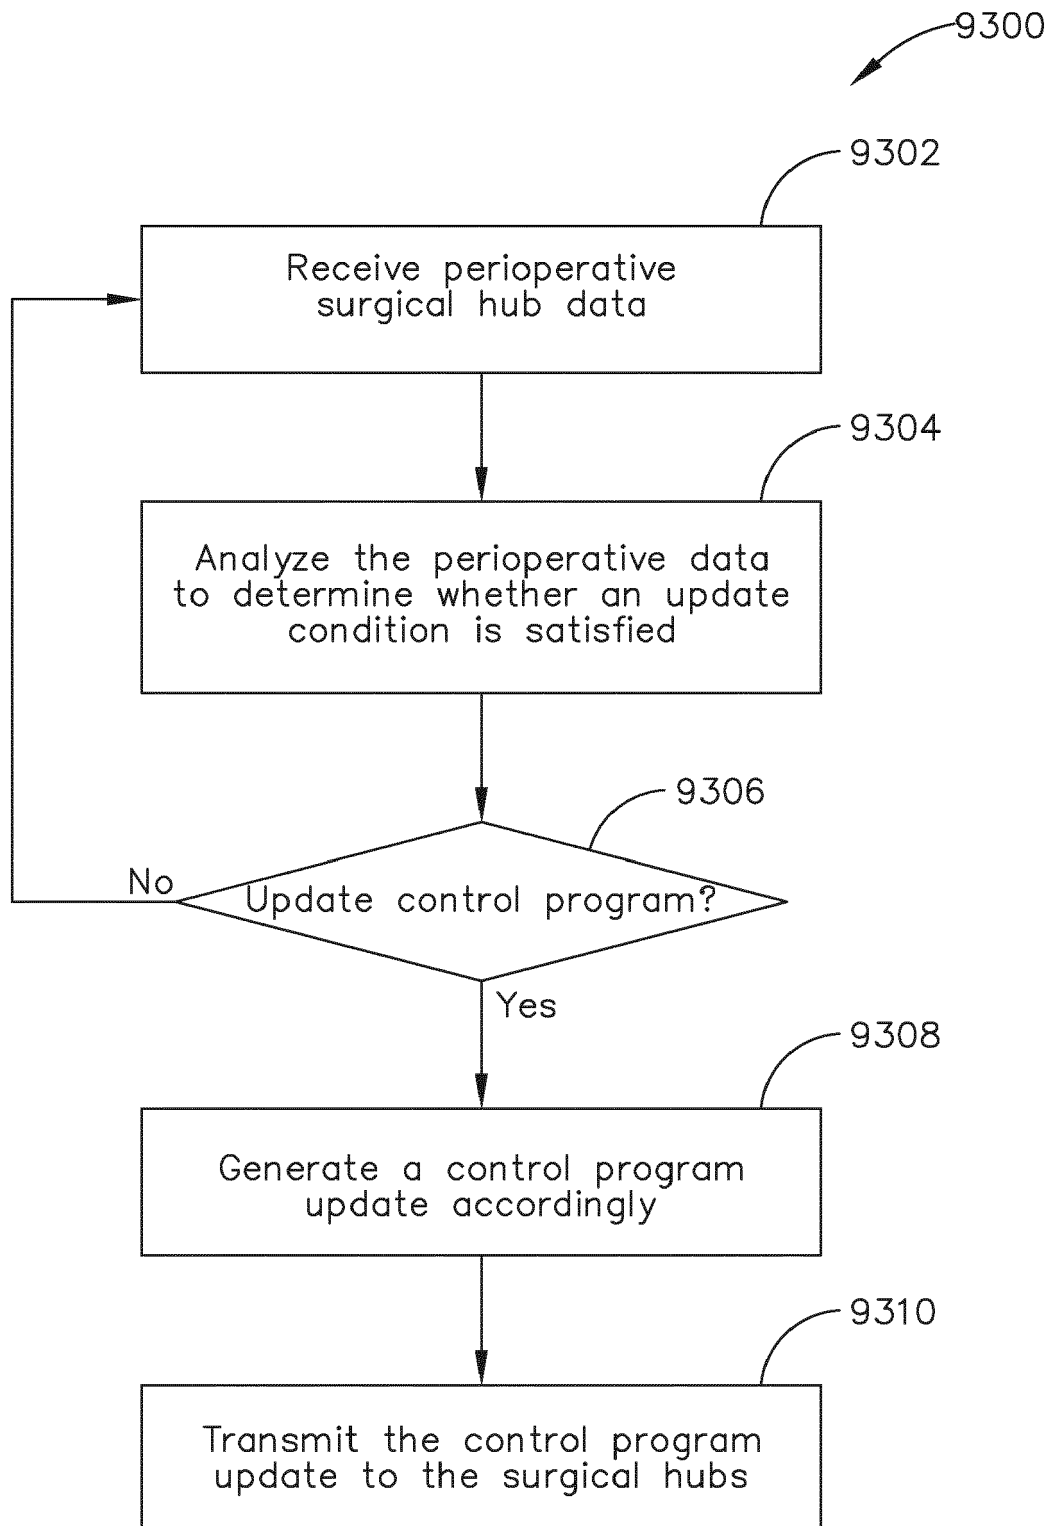 9300
9302
Receive perioperative
surgical hub data
9304
Analyze the perioperative data
to determine whether an update
condition is satisfied
9306
No
Update control program?
Yes
9308
Generate a control program
update accordingly
9310
Transmit the control program
update to the surgical hubs